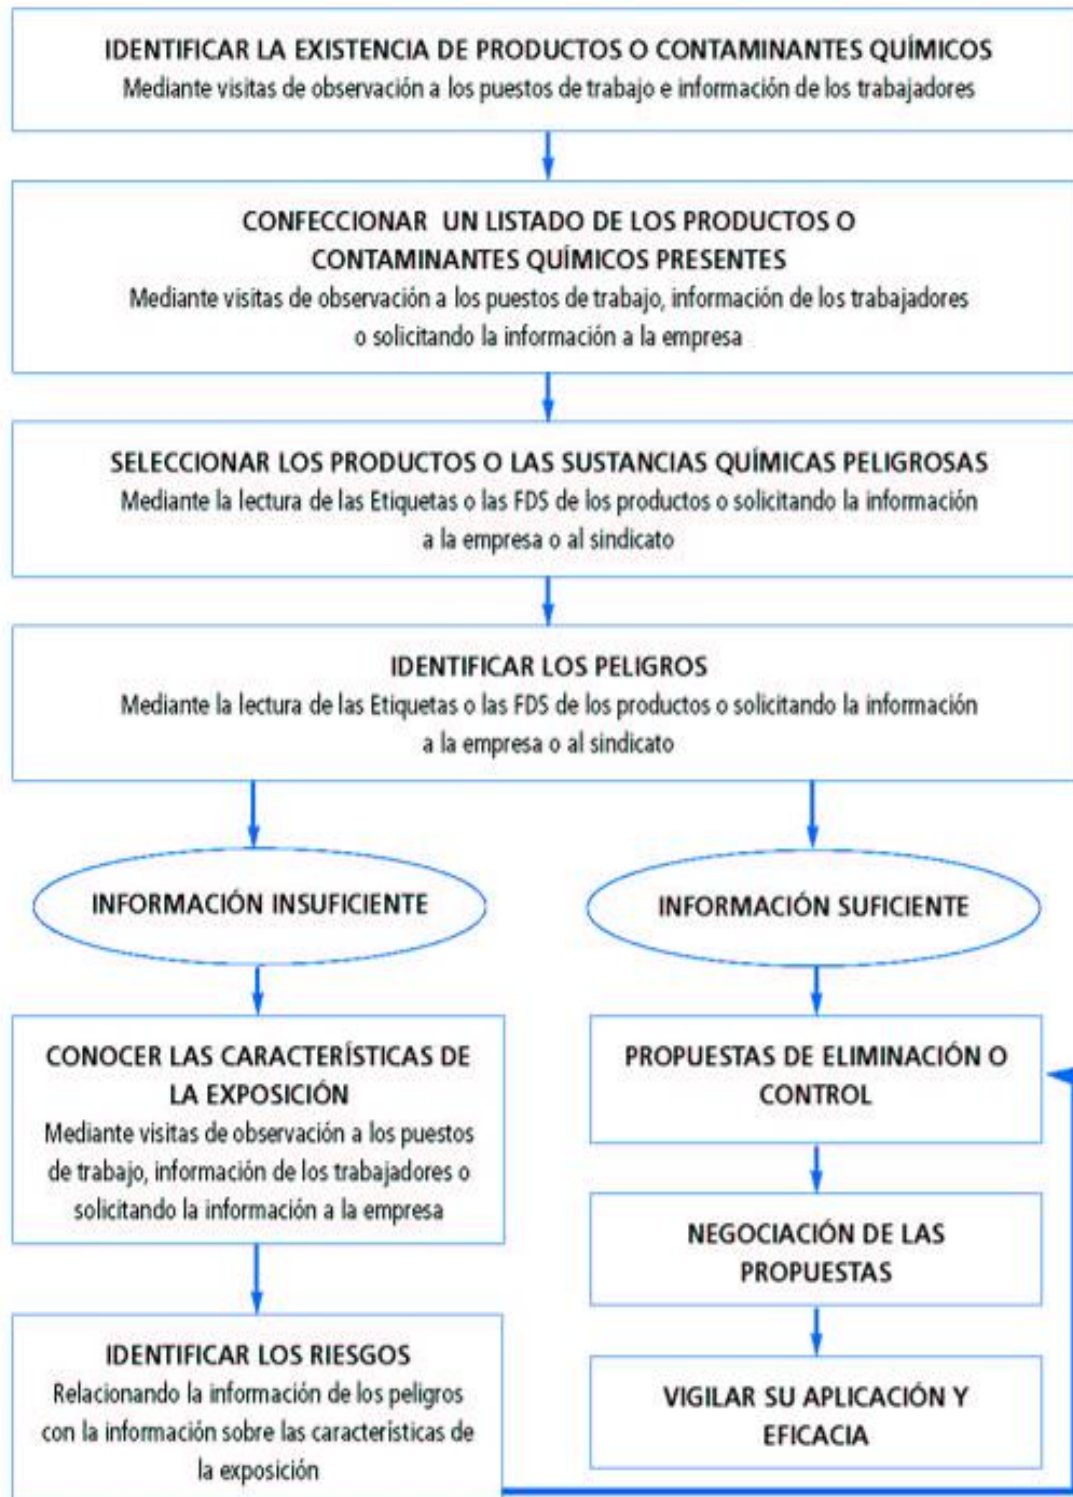 IDENTIFICAR LA EXISTENCIA DE PRODUCTOS O CONTAMINANTES QUÍMICOS
Mediante visitas de observación a los puestos de trabajo e información de los trabajadores
CONFECCIONAR UN LISTADO DE LOS PRODUCTOS O
CONTAMINANTES QUÍMICOS PRESENTES
Mediante visitas de observación a los puestos de trabajo, información de los trabajadores
o solicitando la información a la empresa
SELECCIONAR LOS PRODUCTOS O LAS SUSTANCIAS QUÍMICAS PELIGROSAS
Mediante la lectura de las Etiquetas o las FDS de los productos o solicitando la información
a la empresa o al sindicato
IDENTIFICAR LOS PELIGROS
Mediante la lectura de las Etiquetas o las FDS de los productos o solicitando la información
a la empresa o al sindicato
INFORMACIÓN INSUFICIENTE
CONOCER LAS CARACTERÍSTICAS DE
LA EXPOSICIÓN
Mediante visitas de observación a los puestos
de trabajo, información de los trabajadores o
solicitando la información a la empresa
IDENTIFICAR LOS RIESGOS
Relacionando la información de los peligros
con la información sobre las características de
la exposición
INFORMACIÓN SUFICIENTE
PROPUESTAS DE ELIMINACIÓN O
CONTROL
NEGOCIACIÓN DE LAS
PROPUESTAS
VIGILAR SU APLICACIÓN Y
EFICACIA